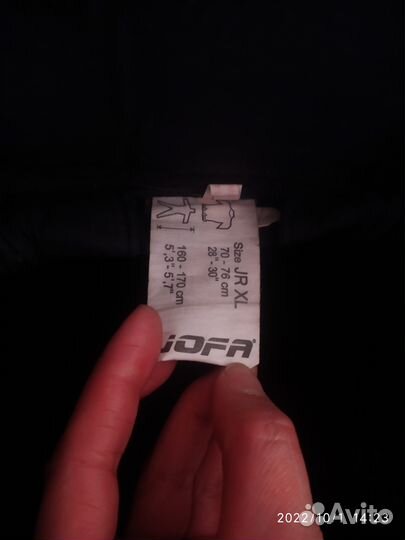 Size JR XL
70 - 76 cm
28" - 30"
160 - 170 cm
5',3" - 5',7"
JOFA®
2022/10/1 14:23
Avito